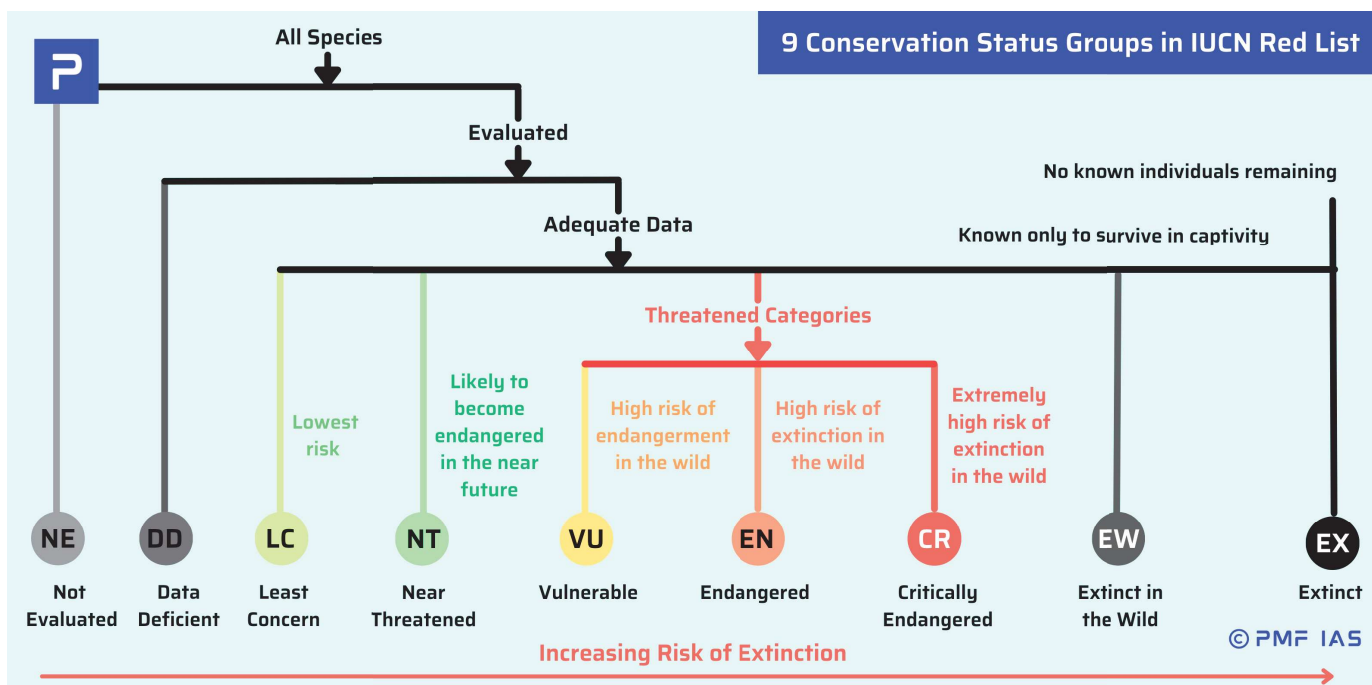 9 Conservation Status Groups in IUCN Red List
P
All Species
Evaluated
No known individuals remaining
Adequate Data
Known only to survive in captivity
Threatened Categories
Lowest
risk
Likely to
become
endangered
in the near
future
High risk of
endangerment
in the wild
High risk of
extinction in
the wild
Extremely
high risk of
extinction
in the wild
NE
DD
LC
NT
VU
EN
CR
EW
EX
Not
Evaluated
Data
Deficient
Least
Concern
Near
Threatened
Vulnerable
Endangered
Critically
Endangered
Extinct in
the Wild
Extinct
© PMF IAS
Increasing Risk of Extinction